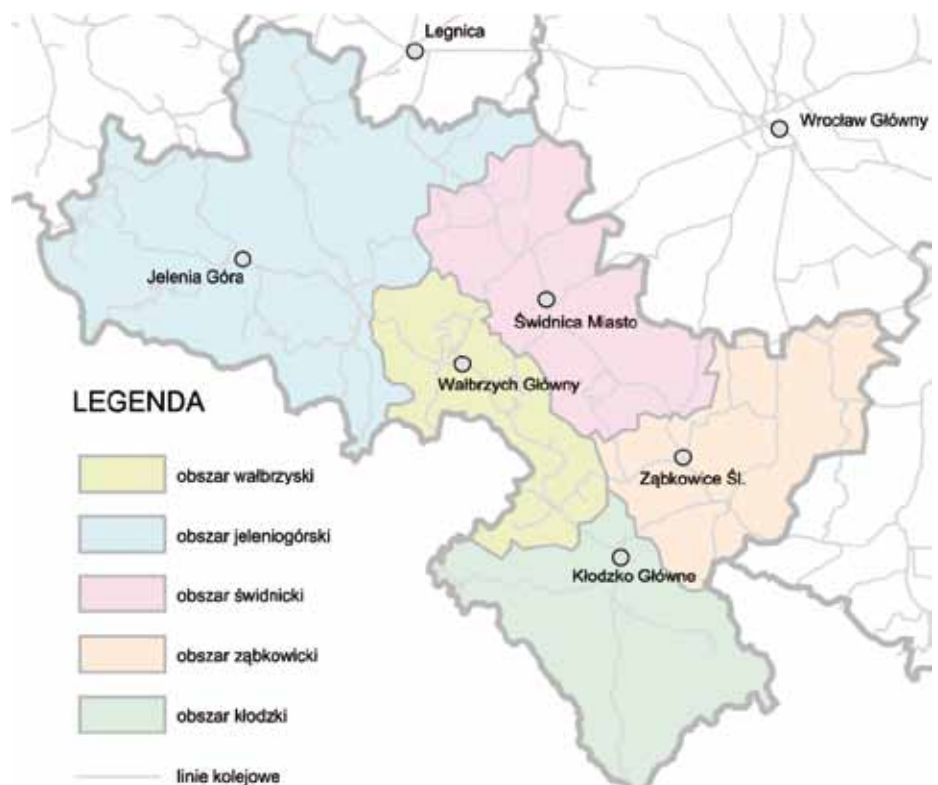 Legnica
Wrocław Główny
Jelenia Góra
Świdnica Miasto
Wałbrzych Główny
LEGENDA
Ząbkowice Śl.
obszar wałbrzyski
obszar jeleniogórski
Kłodzko Główne
obszar świdnicki
obszar ząbkowicki
obszar kłodzki
linie kolejowe